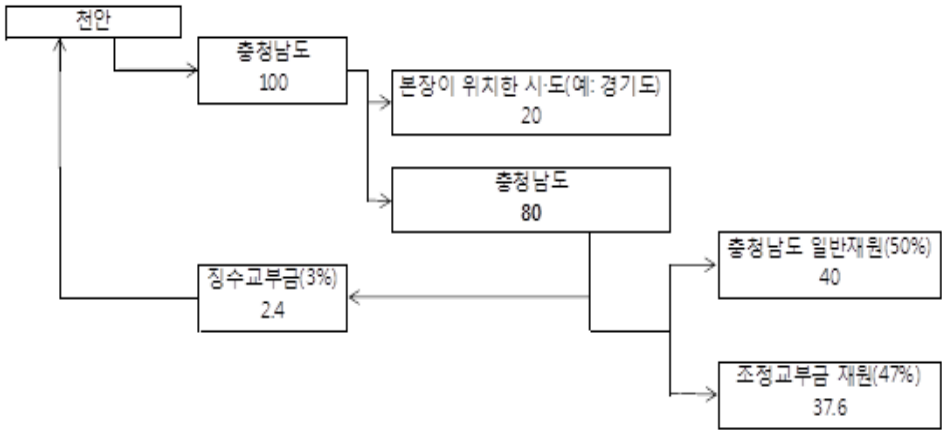 천안
충청남도
100
본장이 위치한 시·도(예: 경기도)
20
충청남도
80
충청남도 일반재원(50%)
40
징수교부금(3%)
2.4
조정교부금 재원(47%)
37.6